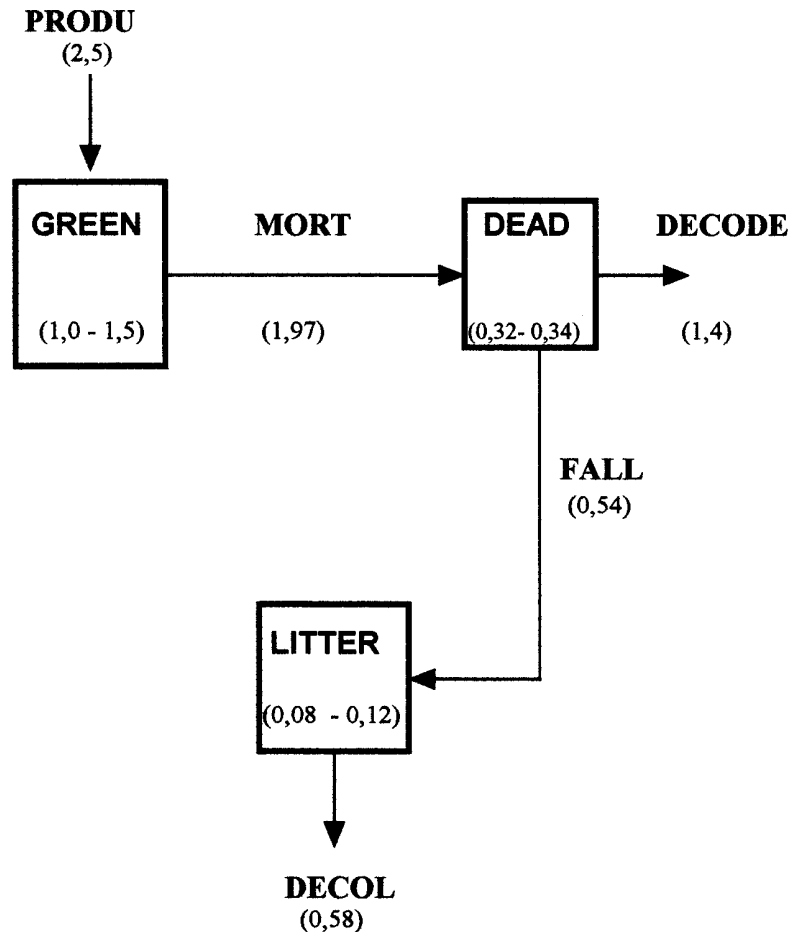 PRODU
(2,5)
GREEN
MORT
DEAD
DECODE
(1,0 - 1,5)
(1,97)
(0,32- 0,34)
(1,4)
FALL
(0,54)
LITTER
(0,08 - 0,12)
DECOL
(0,58)